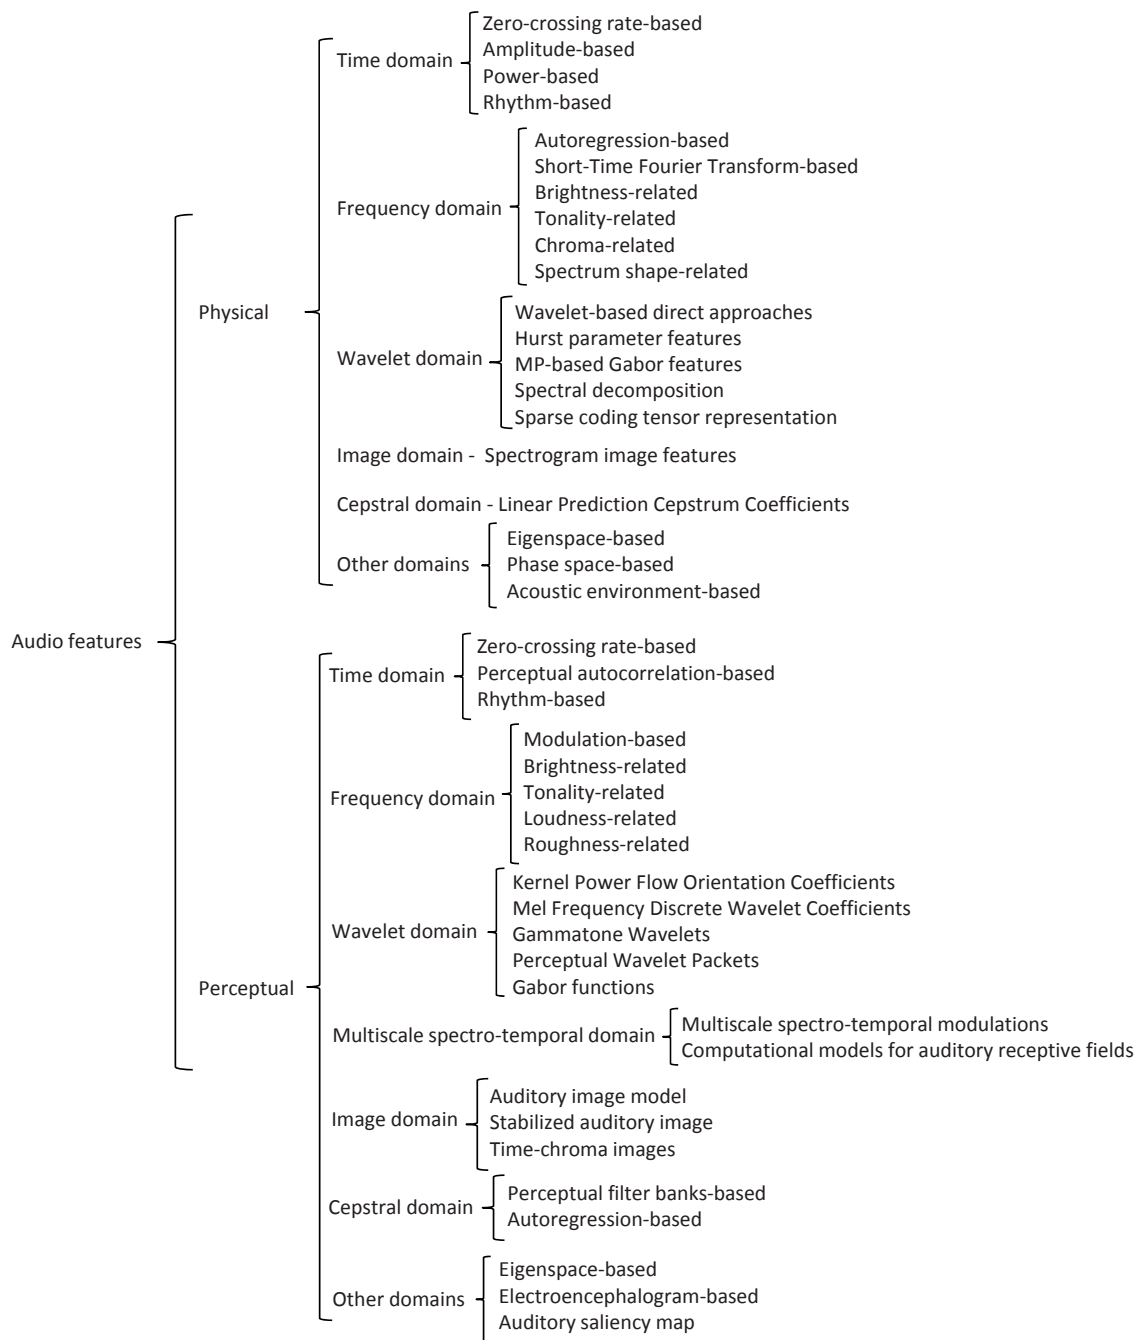 Audio features
Physical
Time domain
Zero-crossing rate-based
Amplitude-based
Power-based
Rhythm-based
Frequency domain
Autoregression-based
Short-Time Fourier Transform-based
Brightness-related
Tonality-related
Chroma-related
Spectrum shape-related
Wavelet domain
Wavelet-based direct approaches
Hurst parameter features
MP-based Gabor features
Spectral decomposition
Sparse coding tensor representation
Image domain - Spectrogram image features
Cepstral domain - Linear Prediction Cepstrum Coefficients
Other domains
Eigenspace-based
Phase space-based
Acoustic environment-based
Perceptual
Time domain
Zero-crossing rate-based
Perceptual autocorrelation-based
Rhythm-based
Frequency domain
Modulation-based
Brightness-related
Tonality-related
Loudness-related
Roughness-related
Wavelet domain
Kernel Power Flow Orientation Coefficients
Mel Frequency Discrete Wavelet Coefficients
Gammatone Wavelets
Perceptual Wavelet Packets
Gabor functions
Multiscale spectro-temporal domain
Multiscale spectro-temporal modulations
Computational models for auditory receptive fields
Image domain
Auditory image model
Stabilized auditory image
Time-chroma images
Cepstral domain
Perceptual filter banks-based
Autoregression-based
Other domains
Eigenspace-based
Electroencephalogram-based
Auditory saliency map